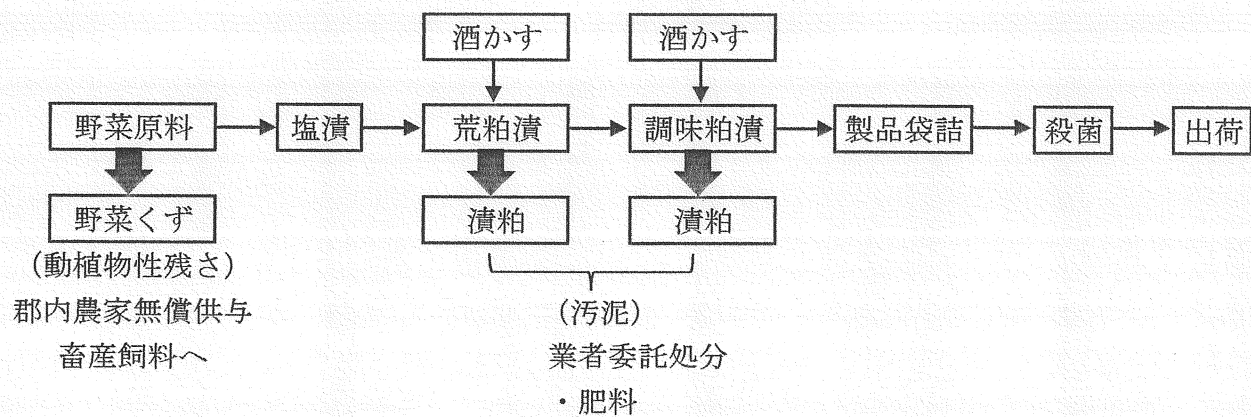 酒かす
酒かす
野菜原料
塩漬
荒粕漬
調味粕漬
製品袋詰
殺菌
出荷
野菜くず
漬粕
漬粕
(動植物性残さ)
郡内農家無償供与
畜産飼料へ
(汚泥)
業者委託処分
・肥料